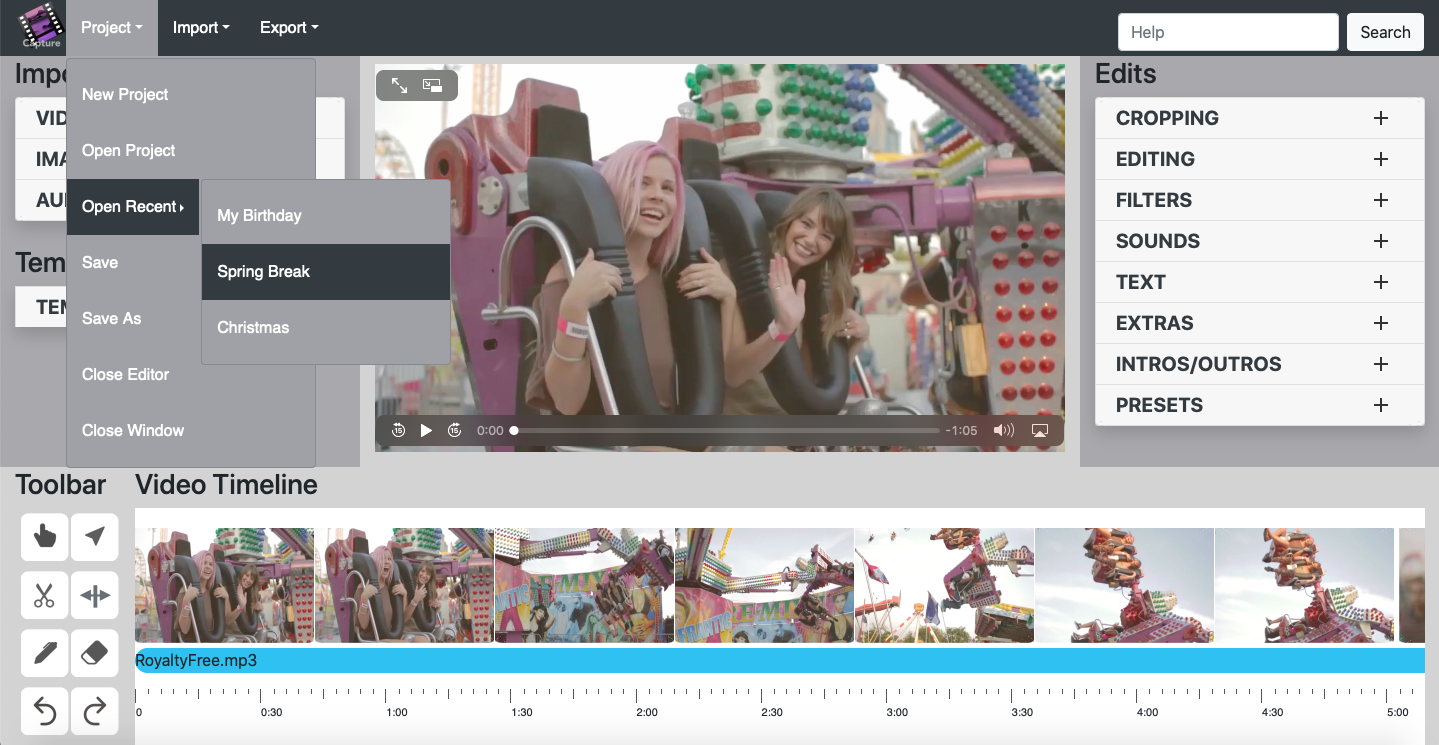 Capture
Project
Import
Export
Help
Search
Impo
VID
IMA
AU
Tem
TEM
New Project
Open Project
Open Recent
Save
Save As
Close Editor
Close Window
My Birthday
Spring Break
Christmas
15
15
0:00
-1:05
K
Edits
CROPPING
EDITING
FILTERS
SOUNDS
TEXT
EXTRAS
INTROS/OUTROS
PRESETS
Toolbar
Video Timeline
RoyaltyFree.mp3
0 0:30 1:00 1:30 2:00 2:30 3:00 3:30 4:00 4:30 5:00